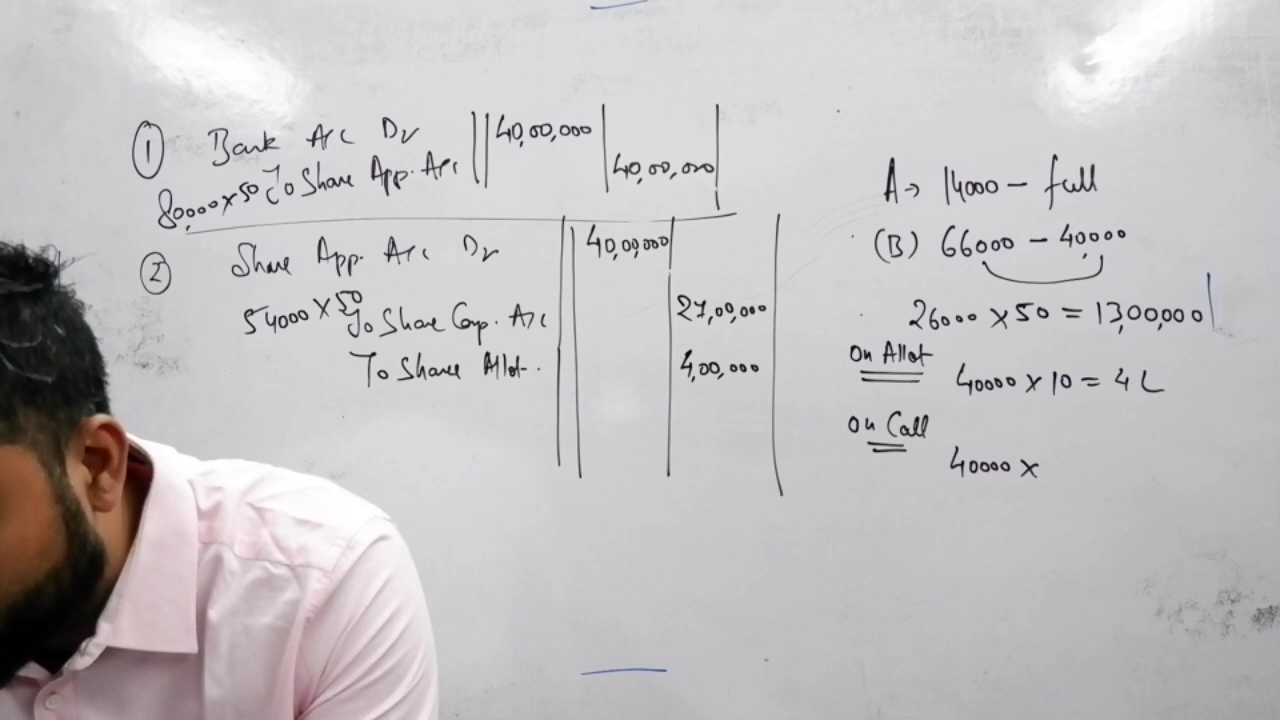 ① Bank A/c Dr 40,00,000
80,000×50 To Share App. A/c 40,00,000
② Share App. A/c Dr 40,00,000
54000×50 To Share Cap. A/c 27,00,000
To Share Allot. 4,00,000
A → 14000 - full
(B) 66000 - 40000
26000 × 50 = 13,00,000
On Allot
40000 × 10 = 4 L
On Call
40000 ×